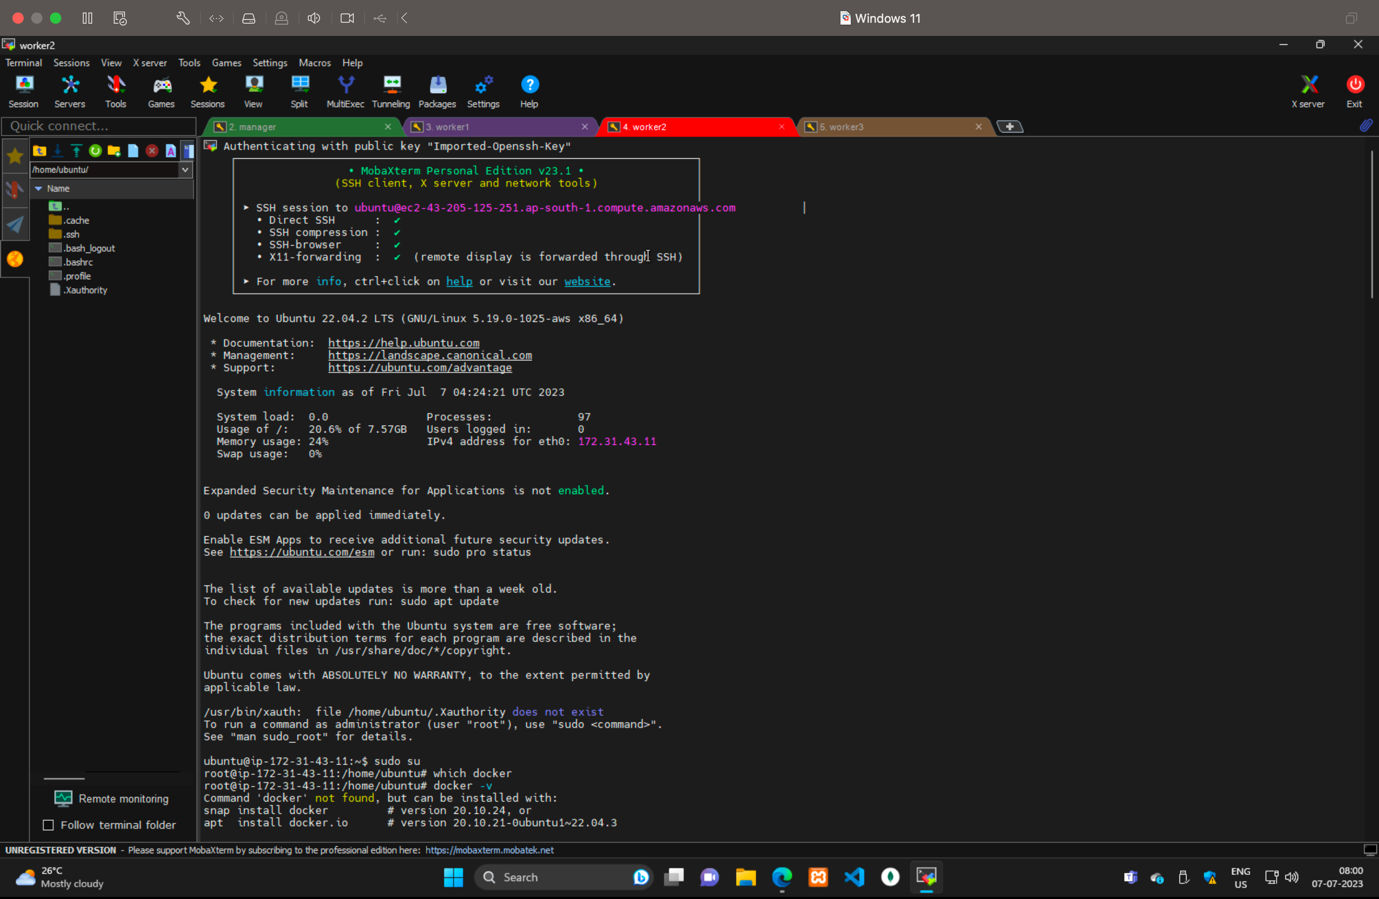 Windows 11
worker2
Terminal Sessions View X server Tools Games Settings Macros Help
Session Servers Tools Games Sessions View Split MultiExec Tunneling Packages Settings Help X server Exit
Quick connect...
2. manager
3. worker1
4. worker2
5. worker3
/home/ubuntu/
Name
..
.cache
.ssh
.bash_logout
.bashrc
.profile
.Xauthority
Authenticating with public key "Imported-Openssh-Key"
• MobaXterm Personal Edition v23.1 •
(SSH client, X server and network tools)
► SSH session to ubuntu@ec2-43-205-125-251.ap-south-1.compute.amazonaws.com
• Direct SSH : ✔
• SSH compression : ✔
• SSH-browser : ✔
• X11-forwarding : ✔ (remote display is forwarded through SSH)
► For more info, ctrl+click on help or visit our website.
Welcome to Ubuntu 22.04.2 LTS (GNU/Linux 5.19.0-1025-aws x86_64)
* Documentation: https://help.ubuntu.com
* Management: https://landscape.canonical.com
* Support: https://ubuntu.com/advantage
System information as of Fri Jul 7 04:24:21 UTC 2023
System load: 0.0 Processes: 97
Usage of /: 20.6% of 7.57GB Users logged in: 0
Memory usage: 24% IPv4 address for eth0: 172.31.43.11
Swap usage: 0%
Expanded Security Maintenance for Applications is not enabled.
0 updates can be applied immediately.
Enable ESM Apps to receive additional future security updates.
See https://ubuntu.com/esm or run: sudo pro status
The list of available updates is more than a week old.
To check for new updates run: sudo apt update
The programs included with the Ubuntu system are free software;
the exact distribution terms for each program are described in the
individual files in /usr/share/doc/*/copyright.
Ubuntu comes with ABSOLUTELY NO WARRANTY, to the extent permitted by
applicable law.
/usr/bin/xauth: file /home/ubuntu/.Xauthority does not exist
To run a command as administrator (user "root"), use "sudo <command>".
See "man sudo_root" for details.
ubuntu@ip-172-31-43-11:~$ sudo su
root@ip-172-31-43-11:/home/ubuntu# which docker
root@ip-172-31-43-11:/home/ubuntu# docker -v
Command 'docker' not found, but can be installed with:
snap install docker # version 20.10.24, or
apt install docker.io # version 20.10.21-0ubuntu1~22.04.3
Remote monitoring
Follow terminal folder
UNREGISTERED VERSION - Please support MobaXterm by subscribing to the professional edition here: https://mobaxterm.mobatek.net
26°C
Mostly cloudy
Search
ENG
US
08:00
07-07-2023